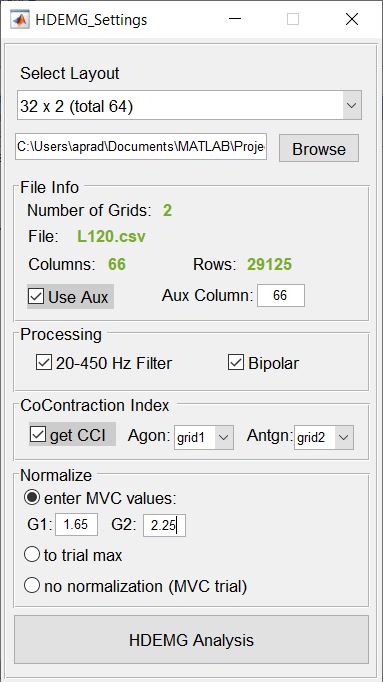 HDEMG_Settings
Select Layout
32 x 2 (total 64)
C:\Users\aprad\Documents\MATLAB\Proje Browse
File Info
Number of Grids: 2
File: L120.csv
Columns: 66 Rows: 29125
Use Aux Aux Column: 66
Processing
20-450 Hz Filter Bipolar
CoContraction Index
get CCI Agon: grid1 Antgn: grid2
Normalize
enter MVC values:
G1: 1.65 G2: 2.25
to trial max
no normalization (MVC trial)
HDEMG Analysis